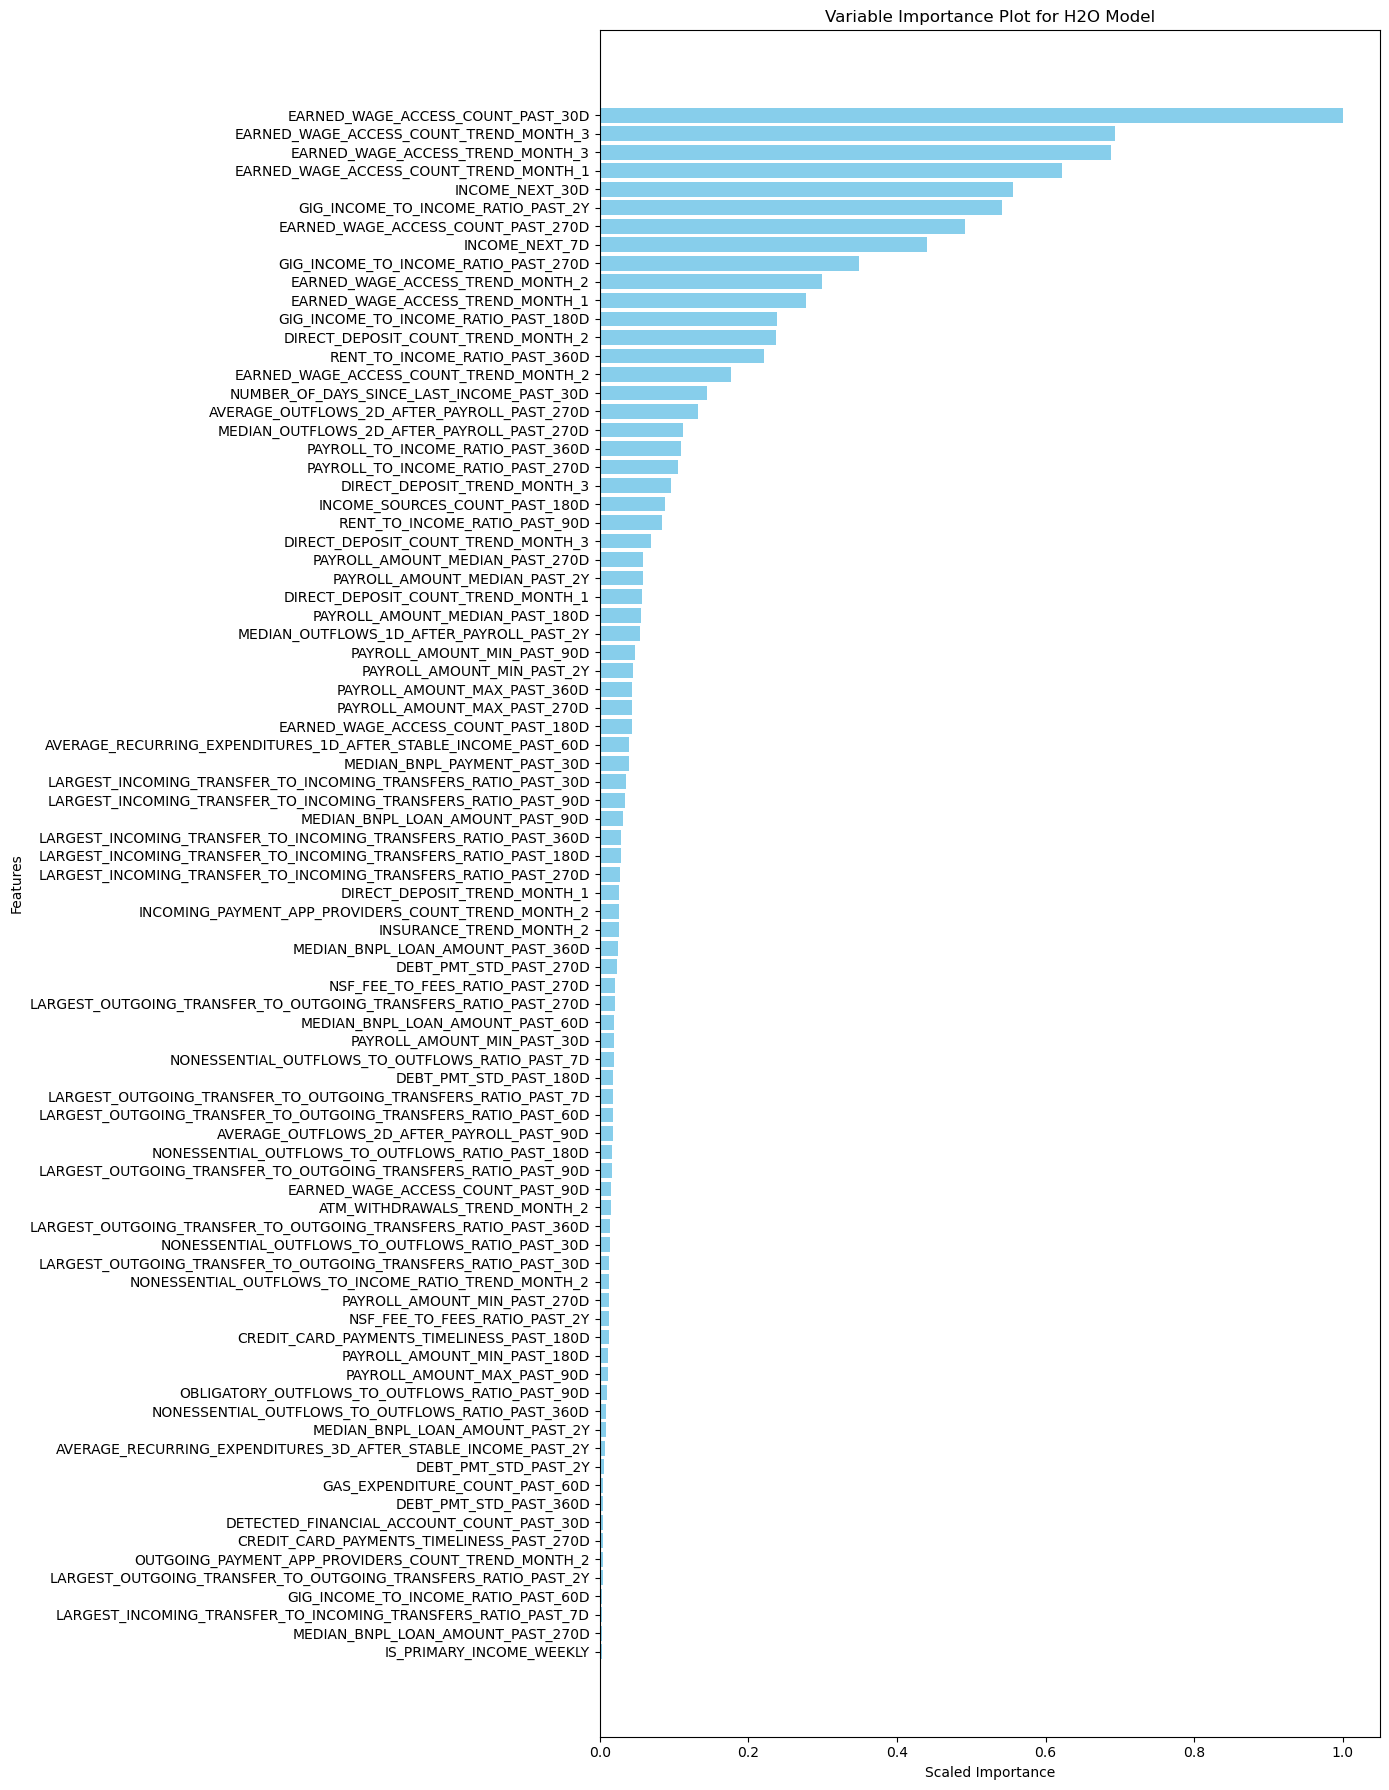 Variable Importance Plot for H2O Model
EARNED_WAGE_ACCESS_COUNT_PAST_30D
EARNED_WAGE_ACCESS_COUNT_TREND_MONTH_3
EARNED_WAGE_ACCESS_TREND_MONTH_3
EARNED_WAGE_ACCESS_COUNT_TREND_MONTH_1
INCOME_NEXT_30D
GIG_INCOME_TO_INCOME_RATIO_PAST_2Y
EARNED_WAGE_ACCESS_COUNT_PAST_270D
INCOME_NEXT_7D
GIG_INCOME_TO_INCOME_RATIO_PAST_270D
EARNED_WAGE_ACCESS_TREND_MONTH_2
EARNED_WAGE_ACCESS_TREND_MONTH_1
GIG_INCOME_TO_INCOME_RATIO_PAST_180D
DIRECT_DEPOSIT_COUNT_TREND_MONTH_2
RENT_TO_INCOME_RATIO_PAST_360D
EARNED_WAGE_ACCESS_COUNT_TREND_MONTH_2
NUMBER_OF_DAYS_SINCE_LAST_INCOME_PAST_30D
AVERAGE_OUTFLOWS_2D_AFTER_PAYROLL_PAST_270D
MEDIAN_OUTFLOWS_2D_AFTER_PAYROLL_PAST_270D
PAYROLL_TO_INCOME_RATIO_PAST_360D
PAYROLL_TO_INCOME_RATIO_PAST_270D
DIRECT_DEPOSIT_TREND_MONTH_3
INCOME_SOURCES_COUNT_PAST_180D
RENT_TO_INCOME_RATIO_PAST_90D
DIRECT_DEPOSIT_COUNT_TREND_MONTH_3
PAYROLL_AMOUNT_MEDIAN_PAST_270D
PAYROLL_AMOUNT_MEDIAN_PAST_2Y
DIRECT_DEPOSIT_COUNT_TREND_MONTH_1
PAYROLL_AMOUNT_MEDIAN_PAST_180D
MEDIAN_OUTFLOWS_1D_AFTER_PAYROLL_PAST_2Y
PAYROLL_AMOUNT_MIN_PAST_90D
PAYROLL_AMOUNT_MIN_PAST_2Y
PAYROLL_AMOUNT_MAX_PAST_360D
PAYROLL_AMOUNT_MAX_PAST_270D
EARNED_WAGE_ACCESS_COUNT_PAST_180D
AVERAGE_RECURRING_EXPENDITURES_1D_AFTER_STABLE_INCOME_PAST_60D
MEDIAN_BNPL_PAYMENT_PAST_30D
LARGEST_INCOMING_TRANSFER_TO_INCOMING_TRANSFERS_RATIO_PAST_30D
LARGEST_INCOMING_TRANSFER_TO_INCOMING_TRANSFERS_RATIO_PAST_90D
MEDIAN_BNPL_LOAN_AMOUNT_PAST_90D
LARGEST_INCOMING_TRANSFER_TO_INCOMING_TRANSFERS_RATIO_PAST_360D
LARGEST_INCOMING_TRANSFER_TO_INCOMING_TRANSFERS_RATIO_PAST_180D
LARGEST_INCOMING_TRANSFER_TO_INCOMING_TRANSFERS_RATIO_PAST_270D
DIRECT_DEPOSIT_TREND_MONTH_1
INCOMING_PAYMENT_APP_PROVIDERS_COUNT_TREND_MONTH_2
INSURANCE_TREND_MONTH_2
MEDIAN_BNPL_LOAN_AMOUNT_PAST_360D
DEBT_PMT_STD_PAST_270D
NSF_FEE_TO_FEES_RATIO_PAST_270D
LARGEST_OUTGOING_TRANSFER_TO_OUTGOING_TRANSFERS_RATIO_PAST_270D
MEDIAN_BNPL_LOAN_AMOUNT_PAST_60D
PAYROLL_AMOUNT_MIN_PAST_30D
NONESSENTIAL_OUTFLOWS_TO_OUTFLOWS_RATIO_PAST_7D
DEBT_PMT_STD_PAST_180D
LARGEST_OUTGOING_TRANSFER_TO_OUTGOING_TRANSFERS_RATIO_PAST_7D
LARGEST_OUTGOING_TRANSFER_TO_OUTGOING_TRANSFERS_RATIO_PAST_60D
AVERAGE_OUTFLOWS_2D_AFTER_PAYROLL_PAST_90D
NONESSENTIAL_OUTFLOWS_TO_OUTFLOWS_RATIO_PAST_180D
LARGEST_OUTGOING_TRANSFER_TO_OUTGOING_TRANSFERS_RATIO_PAST_90D
EARNED_WAGE_ACCESS_COUNT_PAST_90D
ATM_WITHDRAWALS_TREND_MONTH_2
LARGEST_OUTGOING_TRANSFER_TO_OUTGOING_TRANSFERS_RATIO_PAST_360D
NONESSENTIAL_OUTFLOWS_TO_OUTFLOWS_RATIO_PAST_30D
LARGEST_OUTGOING_TRANSFER_TO_OUTGOING_TRANSFERS_RATIO_PAST_30D
NONESSENTIAL_OUTFLOWS_TO_INCOME_RATIO_TREND_MONTH_2
PAYROLL_AMOUNT_MIN_PAST_270D
NSF_FEE_TO_FEES_RATIO_PAST_2Y
CREDIT_CARD_PAYMENTS_TIMELINESS_PAST_180D
PAYROLL_AMOUNT_MIN_PAST_180D
PAYROLL_AMOUNT_MAX_PAST_90D
OBLIGATORY_OUTFLOWS_TO_OUTFLOWS_RATIO_PAST_90D
NONESSENTIAL_OUTFLOWS_TO_OUTFLOWS_RATIO_PAST_360D
MEDIAN_BNPL_LOAN_AMOUNT_PAST_2Y
AVERAGE_RECURRING_EXPENDITURES_3D_AFTER_STABLE_INCOME_PAST_2Y
DEBT_PMT_STD_PAST_2Y
GAS_EXPENDITURE_COUNT_PAST_60D
DEBT_PMT_STD_PAST_360D
DETECTED_FINANCIAL_ACCOUNT_COUNT_PAST_30D
CREDIT_CARD_PAYMENTS_TIMELINESS_PAST_270D
OUTGOING_PAYMENT_APP_PROVIDERS_COUNT_TREND_MONTH_2
LARGEST_OUTGOING_TRANSFER_TO_OUTGOING_TRANSFERS_RATIO_PAST_2Y
GIG_INCOME_TO_INCOME_RATIO_PAST_60D
LARGEST_INCOMING_TRANSFER_TO_INCOMING_TRANSFERS_RATIO_PAST_7D
MEDIAN_BNPL_LOAN_AMOUNT_PAST_270D
IS_PRIMARY_INCOME_WEEKLY
Features
0.0 0.2 0.4 0.6 0.8 1.0
Scaled Importance